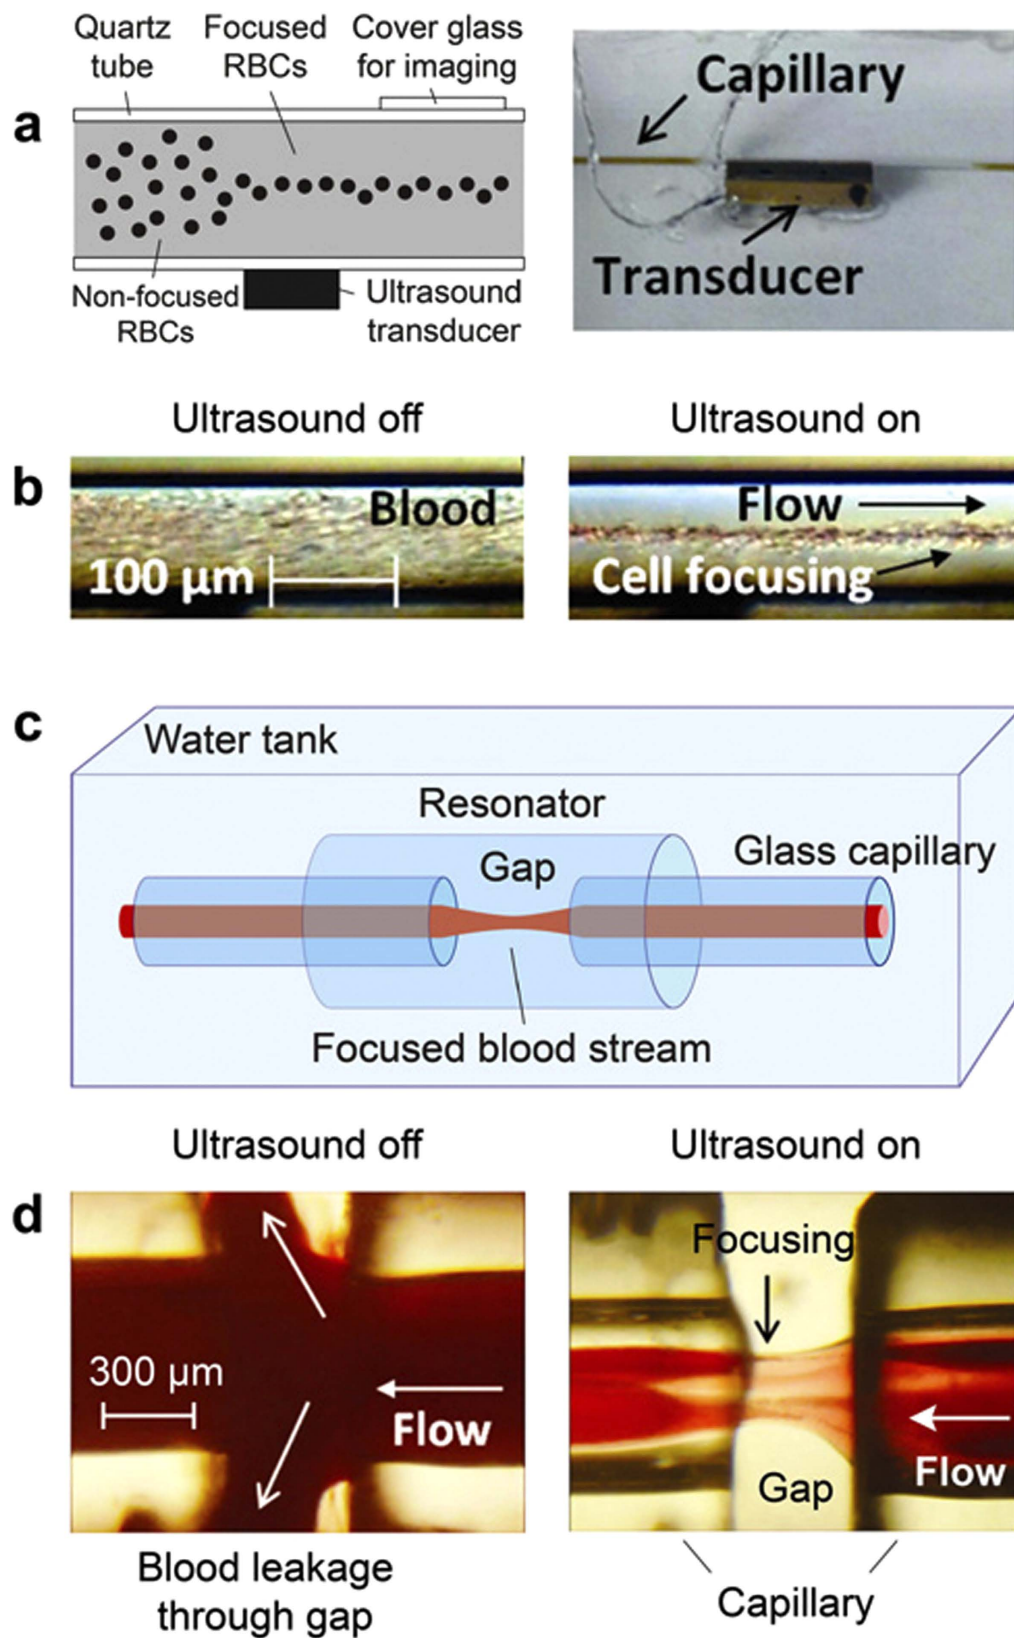 Quartz
tube
Focused
RBCs
Cover glass
for imaging
a
Non-focused
RBCs
Ultrasound
transducer
Capillary
Transducer
Ultrasound off
Ultrasound on
b
Blood
100 μm
Flow
Cell focusing
c
Water tank
Resonator
Gap
Glass capillary
Focused blood stream
Ultrasound off
Ultrasound on
d
300 μm
Flow
Focusing
Gap
Flow
Blood leakage
through gap
Capillary